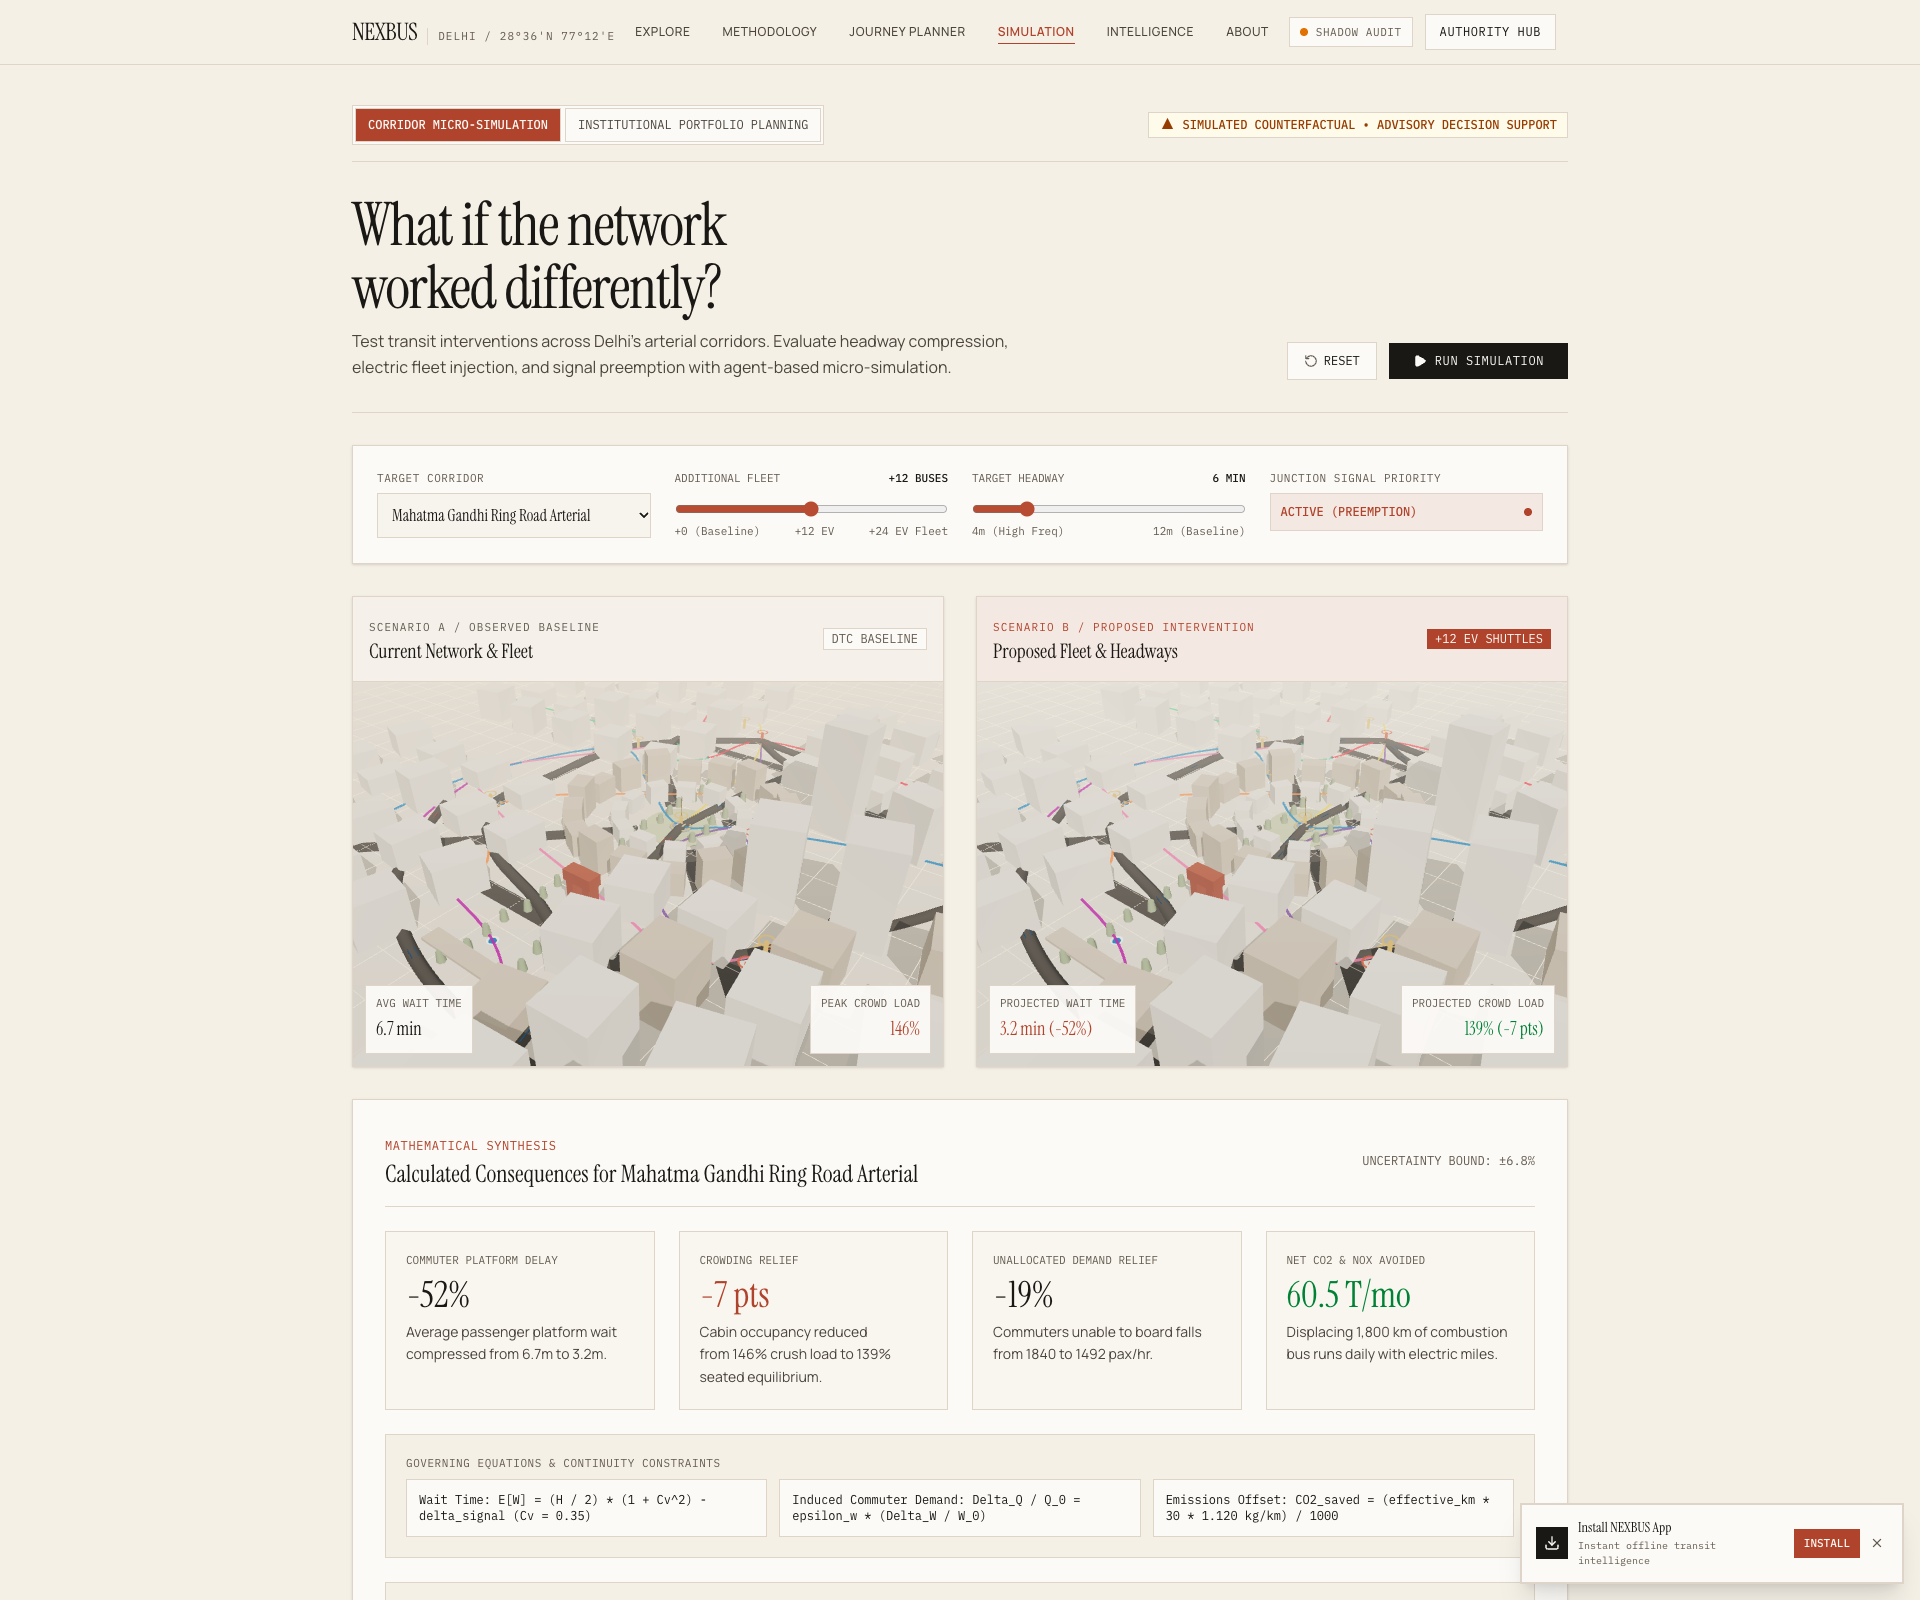 NEXBUS
DELHI / 28°36'N 77°12'E
EXPLORE
METHODOLOGY
JOURNEY PLANNER
SIMULATION
INTELLIGENCE
ABOUT
SHADOW AUDIT
AUTHORITY HUB
CORRIDOR MICRO-SIMULATION
INSTITUTIONAL PORTFOLIO PLANNING
▲ SIMULATED COUNTERFACTUAL • ADVISORY DECISION SUPPORT
What if the network
worked differently?
Test transit interventions across Delhi's arterial corridors. Evaluate headway compression,
electric fleet injection, and signal preemption with agent-based micro-simulation.
RESET
RUN SIMULATION
TARGET CORRIDOR
Mahatma Gandhi Ring Road Arterial
ADDITIONAL FLEET
+12 BUSES
+0 (Baseline)
+12 EV
+24 EV Fleet
TARGET HEADWAY
6 MIN
4m (High Freq)
12m (Baseline)
JUNCTION SIGNAL PRIORITY
ACTIVE (PREEMPTION)
SCENARIO A / OBSERVED BASELINE
Current Network & Fleet
DTC BASELINE
AVG WAIT TIME
6.7 min
PEAK CROWD LOAD
146%
SCENARIO B / PROPOSED INTERVENTION
Proposed Fleet & Headways
+12 EV SHUTTLES
PROJECTED WAIT TIME
3.2 min (-52%)
PROJECTED CROWD LOAD
139% (-7 pts)
MATHEMATICAL SYNTHESIS
Calculated Consequences for Mahatma Gandhi Ring Road Arterial
UNCERTAINTY BOUND: ±6.8%
COMMUTER PLATFORM DELAY
-52%
Average passenger platform wait
compressed from 6.7m to 3.2m.
CROWDING RELIEF
-7 pts
Cabin occupancy reduced
from 146% crush load to 139%
seated equilibrium.
UNALLOCATED DEMAND RELIEF
-19%
Commuters unable to board falls
from 1840 to 1492 pax/hr.
NET CO2 & NOX AVOIDED
60.5 T/mo
Displacing 1,800 km of combustion
bus runs daily with electric miles.
GOVERNING EQUATIONS & CONTINUITY CONSTRAINTS
Wait Time: E[W] = (H / 2) * (1 + Cv^2) -
delta_signal (Cv = 0.35)
Induced Commuter Demand: Delta_Q / Q_0 =
epsilon_w * (Delta_W / W_0)
Emissions Offset: CO2_saved = (effective_km *
30 * 1.120 kg/km) / 1000
Install NEXBUS App
Instant offline transit
intelligence
INSTALL
×